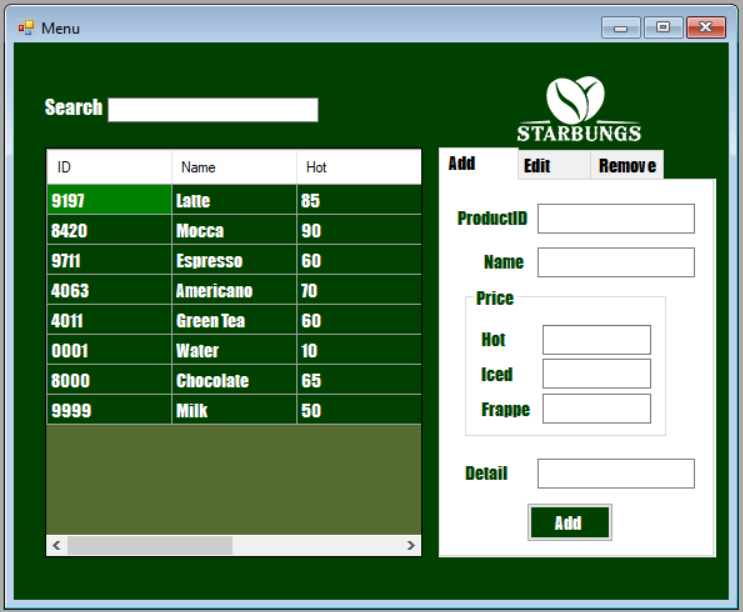 Menu
Search
STARBUNGS
ID Name Hot
9197 Latte 85
8420 Mocca 90
9711 Espresso 60
4063 Americano 70
4011 Green Tea 60
0001 Water 10
8000 Chocolate 65
9999 Milk 50
Add Edit Remove
ProductID
Name
Price
Hot
Iced
Frappe
Detail
Add